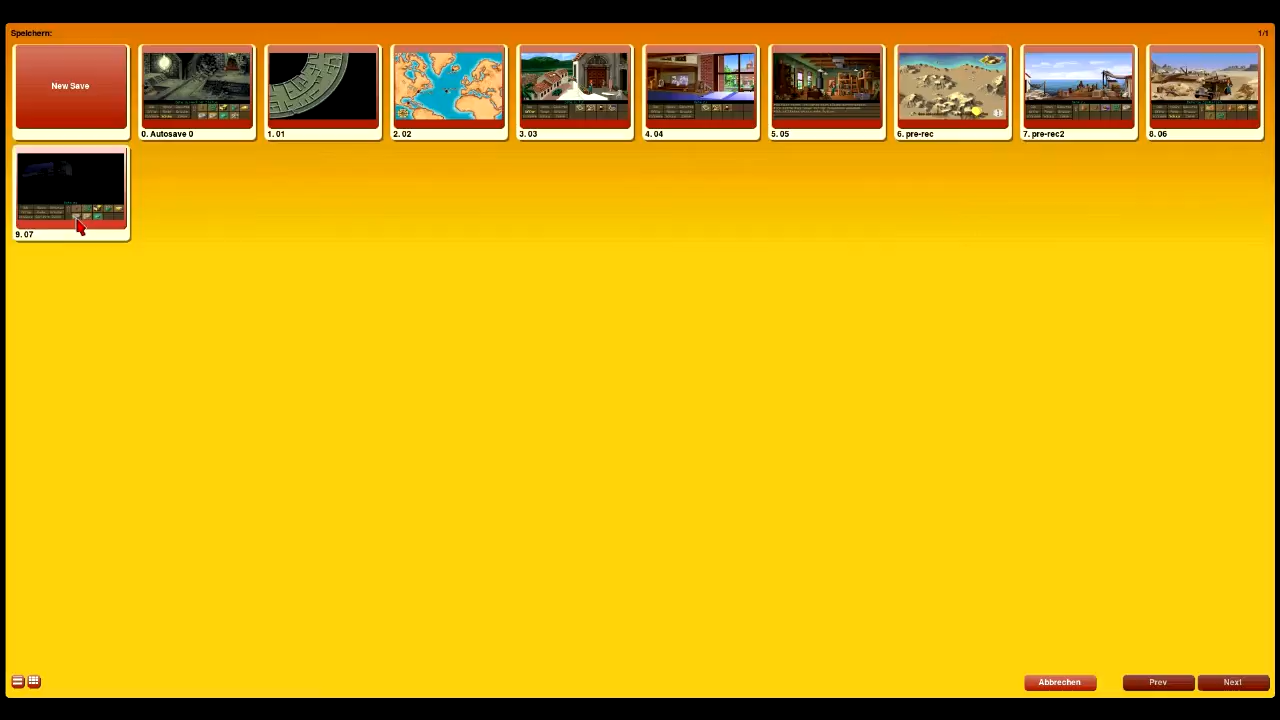 Speichern:
1/1
New Save
0. Autosave 0
1. 01
2. 02
3. 03
4. 04
5. 05
6. pre-rec
7. pre-rec2
8. 06
9. 07
Abbrechen
Prev
Next